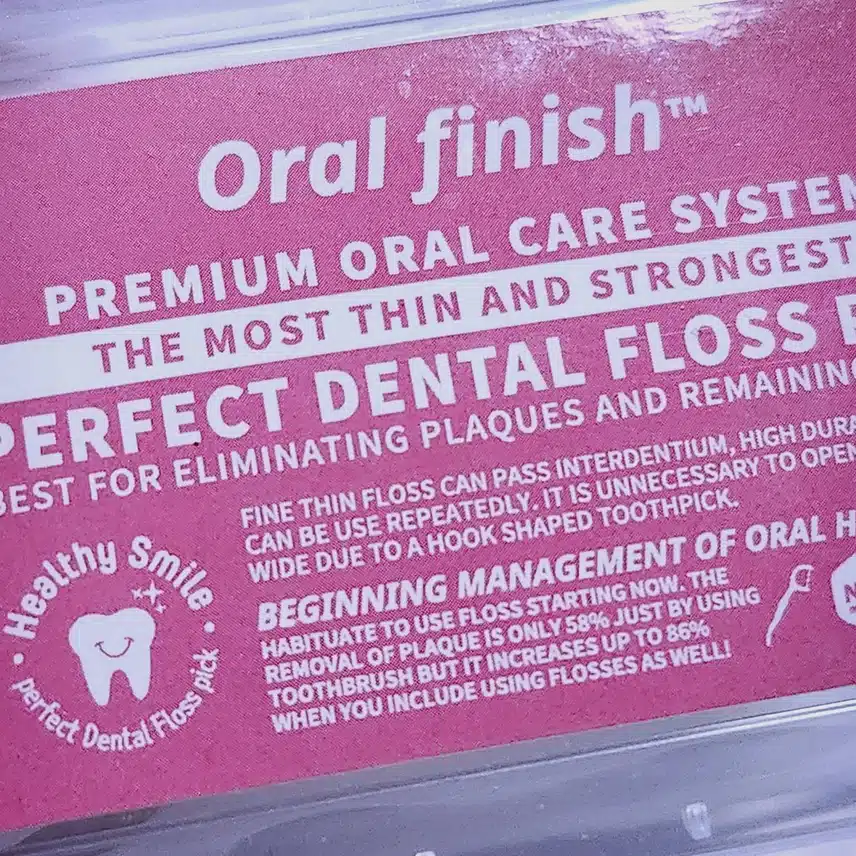 Oral finish™
PREMIUM ORAL CARE SYSTEM
THE MOST THIN AND STRONGEST
PERFECT DENTAL FLOSS
BEST FOR ELIMINATING PLAQUES AND REMAINING
FINE THIN FLOSS CAN PASS INTERDENTIUM, HIGH DURA
CAN BE USE REPEATEDLY. IT IS UNNECESSARY TO OPEN
WIDE DUE TO A HOOK SHAPED TOOTHPICK.
BEGINNING MANAGEMENT OF ORAL H
HABITUATE TO USE FLOSS STARTING NOW. THE
REMOVAL OF PLAQUE IS ONLY 58% JUST BY USING
TOOTHBRUSH BUT IT INCREASES UP TO 86%
WHEN YOU INCLUDE USING FLOSSES AS WELL!
• Healthy Smile •
perfect Dental Floss pick